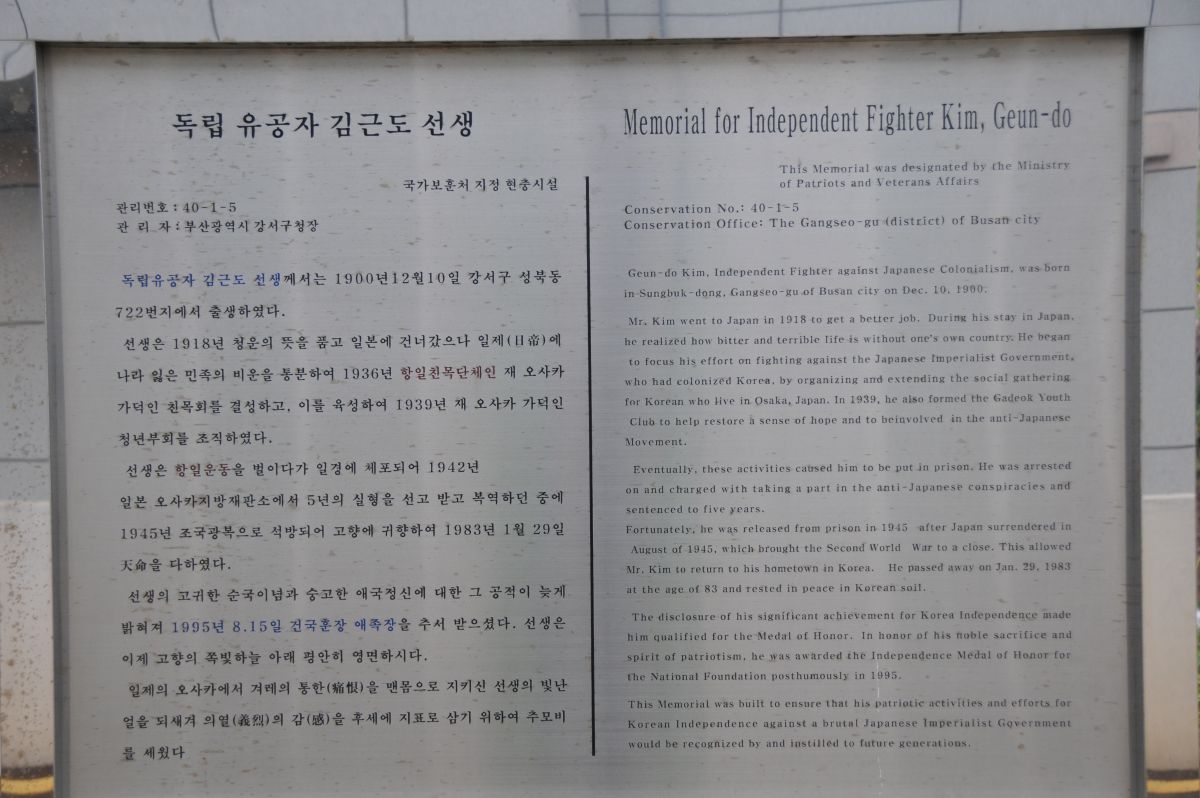 독립 유공자 김근도 선생
국가보훈처 지정 현충시설
관리번호 : 40-1-5
관 리 자 : 부산광역시 강서구청장
독립유공자 김근도 선생께서는 1900년12월10일 강서구 성북동
722번지에서 출생하였다.
선생은 1918년 청운의 뜻을 품고 일본에 건너갔으나 일제(日帝)에
나라 잃은 민족의 비운을 통분하여 1936년 항일친목단체인 재 오사카
가덕인 친목회를 결성하고, 이를 육성하여 1939년 재 오사카 가덕인
청년부회를 조직하였다.
선생은 항일운동을 벌이다가 일경에 체포되어 1942년
일본 오사카지방재판소에서 5년의 실형을 선고 받고 복역하던 중에
1945년 조국광복으로 석방되어 고향에 귀향하여 1983년 1월 29일
天命을 다하였다.
선생의 고귀한 순국이념과 숭고한 애국정신에 대한 그 공적이 늦게
밝혀져 1995년 8.15일 건국훈장 애족장을 추서 받으셨다. 선생은
이제 고향의 쪽빛하늘 아래 평안히 영면하시다.
일제의 오사카에서 겨레의 통한(痛恨)을 맨몸으로 지키신 선생의 빛난
얼을 되새겨 의열(義烈)의 감(感)을 후세에 지표로 삼기 위하여 추모비
를 세웠다
Memorial for Independent Fighter Kim, Geun-do
This Memorial was designated by the Ministry
of Patriots and Veterans Affairs
Conservation No.: 40-1-5
Conservation Office: The Gangseo-gu (district) of Busan city
Geun-do Kim, Independent Fighter against Japanese Colonialism, was born
in Sungbuk-dong, Gangseo-gu of Busan city on Dec. 10, 1900.
Mr. Kim went to Japan in 1918 to get a better job. During his stay in Japan,
he realized how bitter and terrible life is without one's own country. He began
to focus his effort on fighting against the Japanese Imperialist Government,
who had colonized Korea, by organizing and extending the social gathering
for Korean who live in Osaka, Japan. In 1939, he also formed the Gadeok Youth
Club to help restore a sense of hope and to beinvolved in the anti-Japanese
Movement.
Eventually, these activities caused him to be put in prison. He was arrested
on and charged with taking a part in the anti-Japanese conspiracies and
sentenced to five years.
Fortunately, he was released from prison in 1945 after Japan surrendered in
August of 1945, which brought the Second World War to a close. This allowed
Mr. Kim to return to his hometown in Korea. He passed away on Jan. 29, 1983
at the age of 83 and rested in peace in Korean soil.
The disclosure of his significant achievement for Korea Independence made
him qualified for the Medal of Honor. In honor of his noble sacrifice and
spirit of patriotism, he was awarded the Independence Medal of Honor for
the National Foundation posthumously in 1995.
This Memorial was built to ensure that his patriotic activities and efforts for
Korean Independence against a brutal Japanese Imperialist Government
would be recognized by and instilled to future generations.